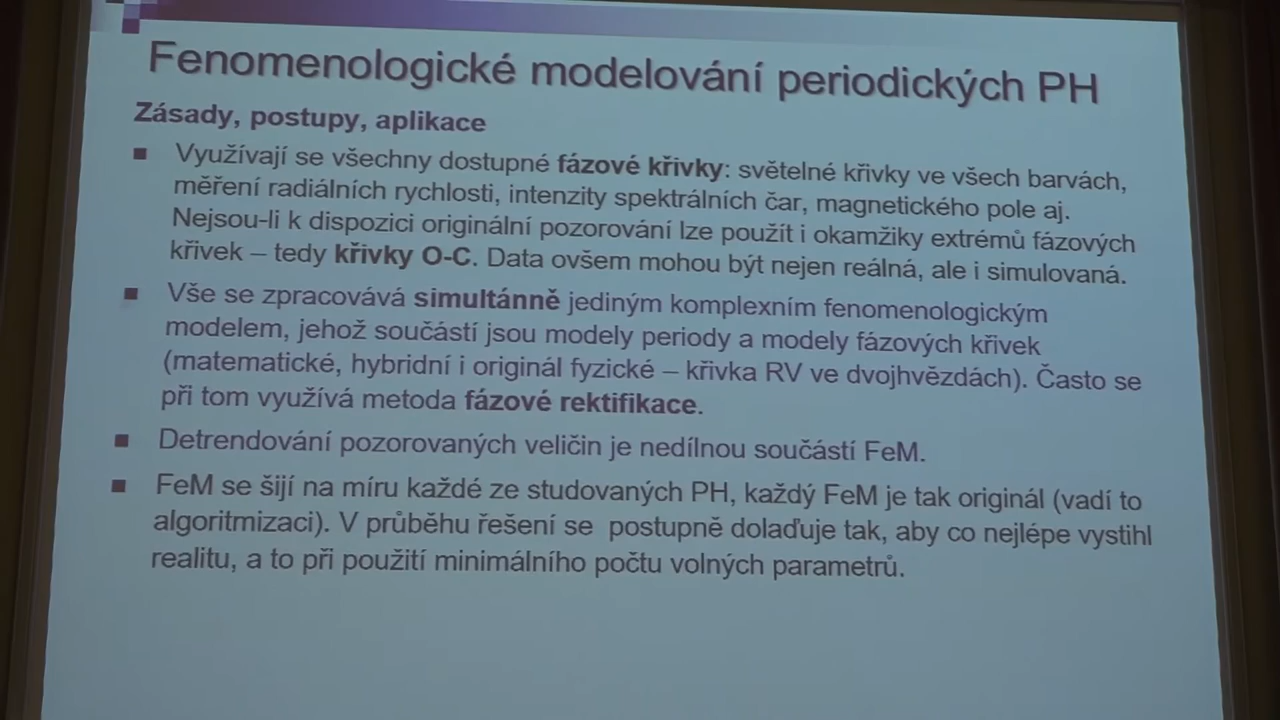 Fenomenologické modelování periodických PH
Zásady, postupy, aplikace
Využívají se všechny dostupné fázové křivky: světelné křivky ve všech barvách,
měření radiálních rychlosti, intenzity spektrálních čar, magnetického pole aj.
Nejsou-li k dispozici originální pozorování lze použít i okamžiky extrémů fázových
křivek – tedy křivky O-C. Data ovšem mohou být nejen reálná, ale i simulovaná.
Vše se zpracovává simultánně jediným komplexním fenomenologickým
modelem, jehož součástí jsou modely periody a modely fázových křivek
(matematické, hybridní i originál fyzické – křivka RV ve dvojhvězdách). Často se
při tom využívá metoda fázové rektifikace.
Detrendování pozorovaných veličin je nedílnou součástí FeM.
FeM se šijí na míru každé ze studovaných PH, každý FeM je tak originál (vadí to
algoritmizaci). V průběhu řešení se postupně dolaďuje tak, aby co nejlépe vystihl
realitu, a to při použití minimálního počtu volných parametrů.